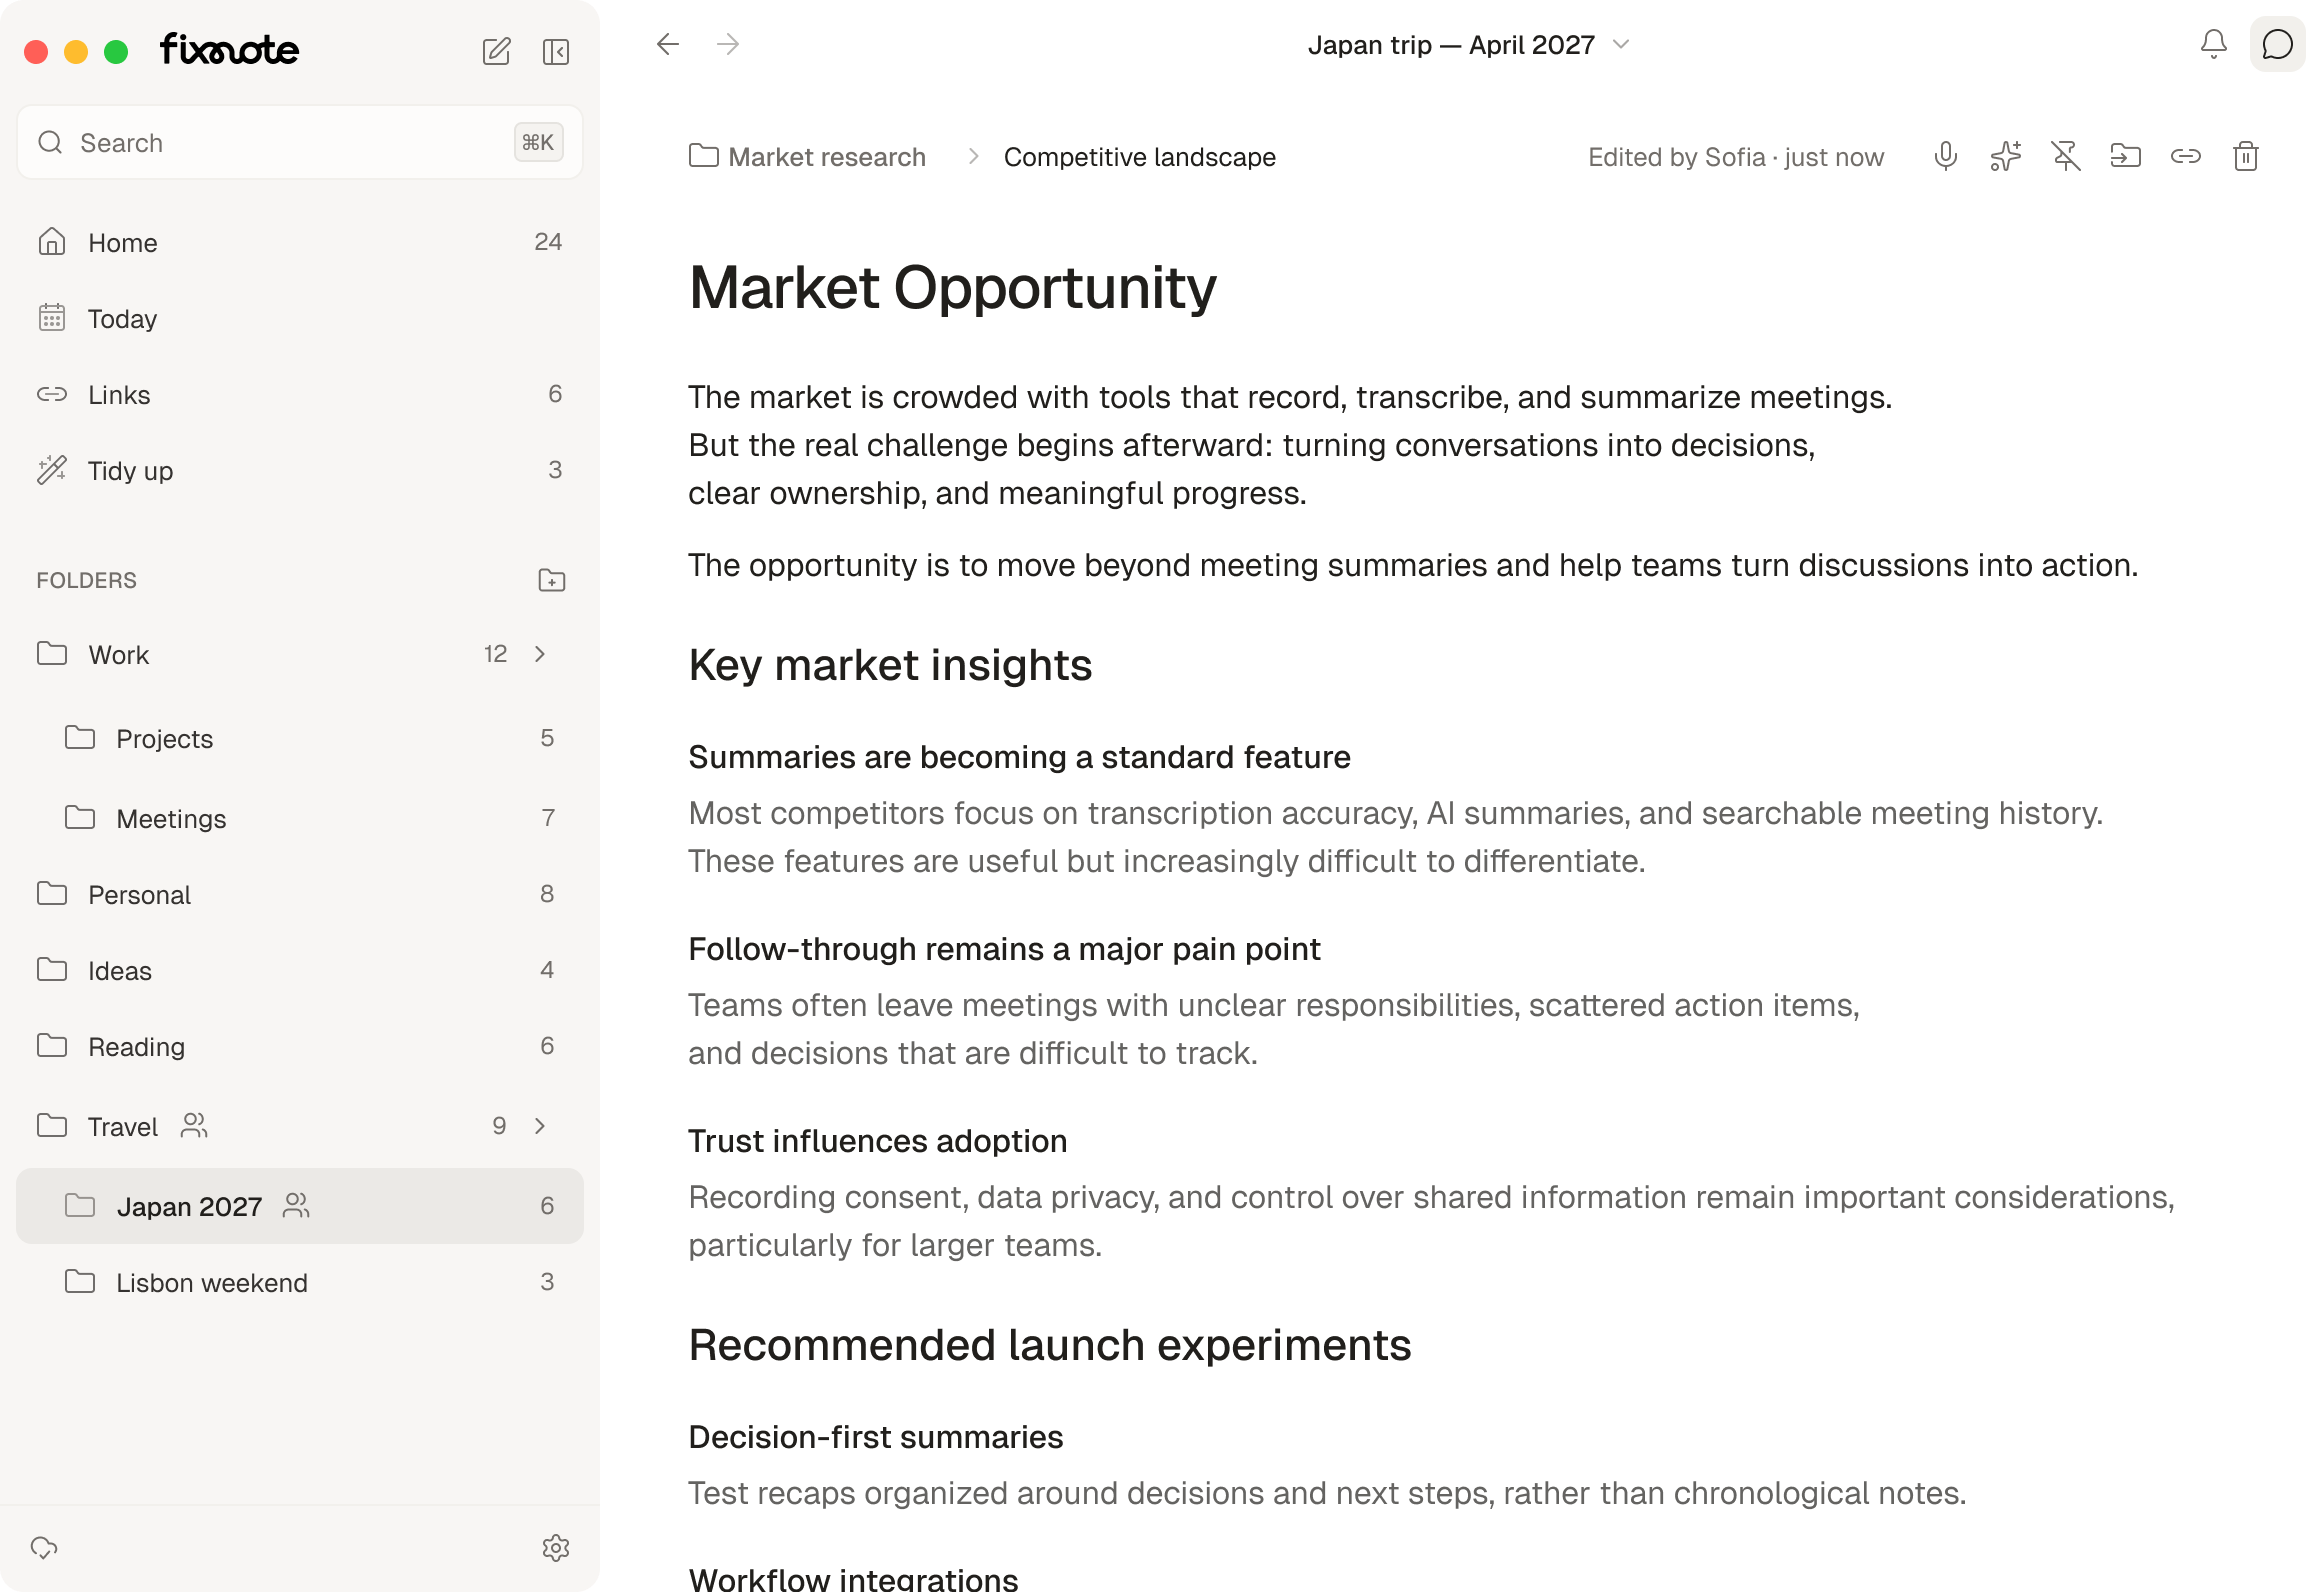 fixnote
Search
⌘K
Home 24
Today
Links 6
Tidy up 3
FOLDERS
Work 12
Projects 5
Meetings 7
Personal 8
Ideas 4
Reading 6
Travel 9
Japan 2027 6
Lisbon weekend 3
Japan trip — April 2027
Market research
Competitive landscape
Edited by Sofia · just now
Market Opportunity
The market is crowded with tools that record, transcribe, and summarize meetings.
But the real challenge begins afterward: turning conversations into decisions,
clear ownership, and meaningful progress.
The opportunity is to move beyond meeting summaries and help teams turn discussions into action.
Key market insights
Summaries are becoming a standard feature
Most competitors focus on transcription accuracy, AI summaries, and searchable meeting history.
These features are useful but increasingly difficult to differentiate.
Follow-through remains a major pain point
Teams often leave meetings with unclear responsibilities, scattered action items,
and decisions that are difficult to track.
Trust influences adoption
Recording consent, data privacy, and control over shared information remain important considerations,
particularly for larger teams.
Recommended launch experiments
Decision-first summaries
Test recaps organized around decisions and next steps, rather than chronological notes.
Workflow integrations